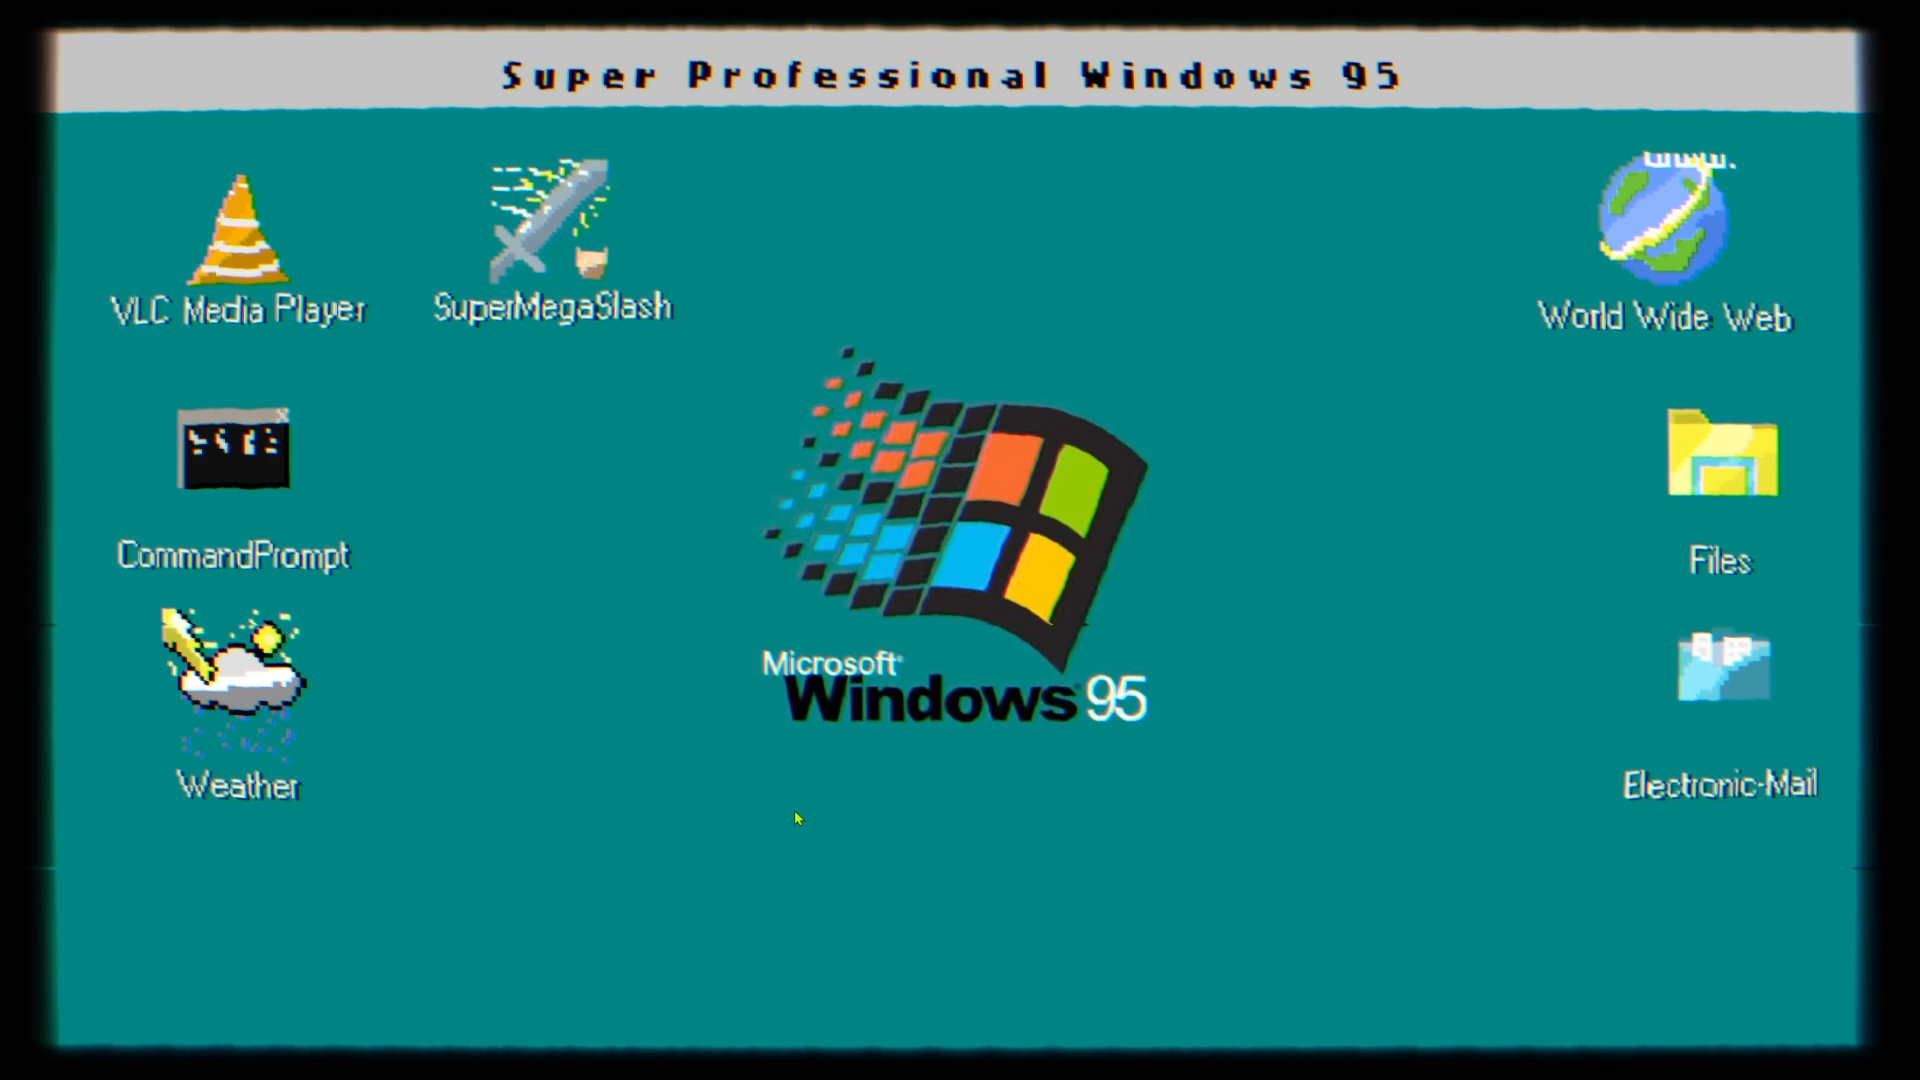 Super Professional Windows 95
VLC Media Player
SuperMegaSlash
World Wide Web
www.
CommandPrompt
Files
Microsoft®
Windows 95
Weather
Electronic-Mail